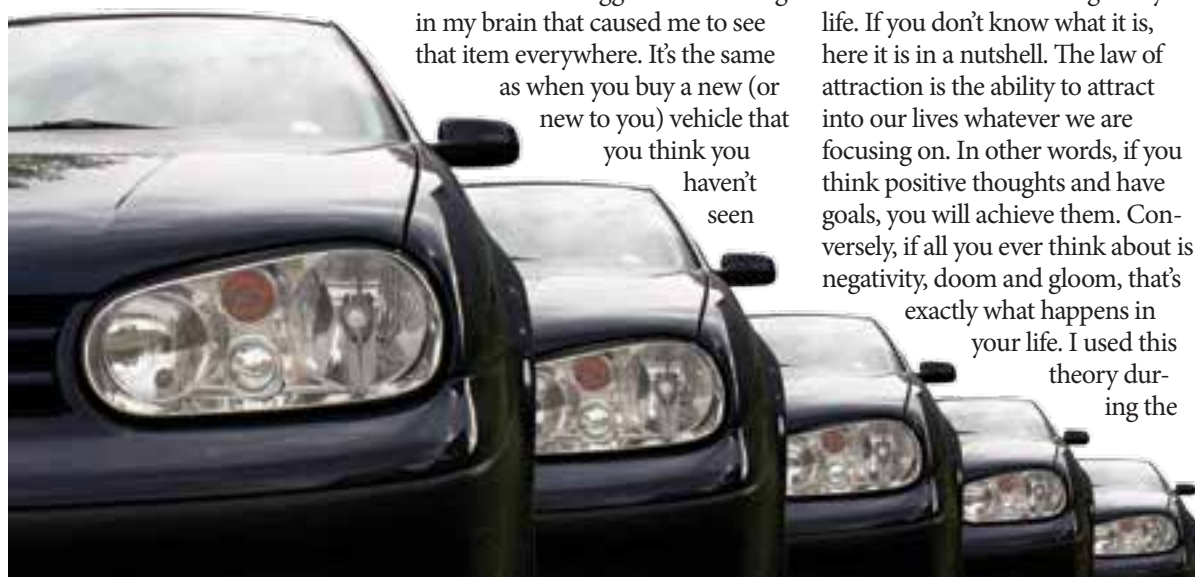 in my brain that caused me to see
that item everywhere. It's the same
as when you buy a new (or
new to you) vehicle that
you think you
haven't
seen
life. If you don't know what it is,
here it is in a nutshell. The law of
attraction is the ability to attract
into our lives whatever we are
focusing on. In other words, if you
think positive thoughts and have
goals, you will achieve them. Con-
versely, if all you ever think about is
negativity, doom and gloom, that's
exactly what happens in
your life. I used this
theory dur-
ing the